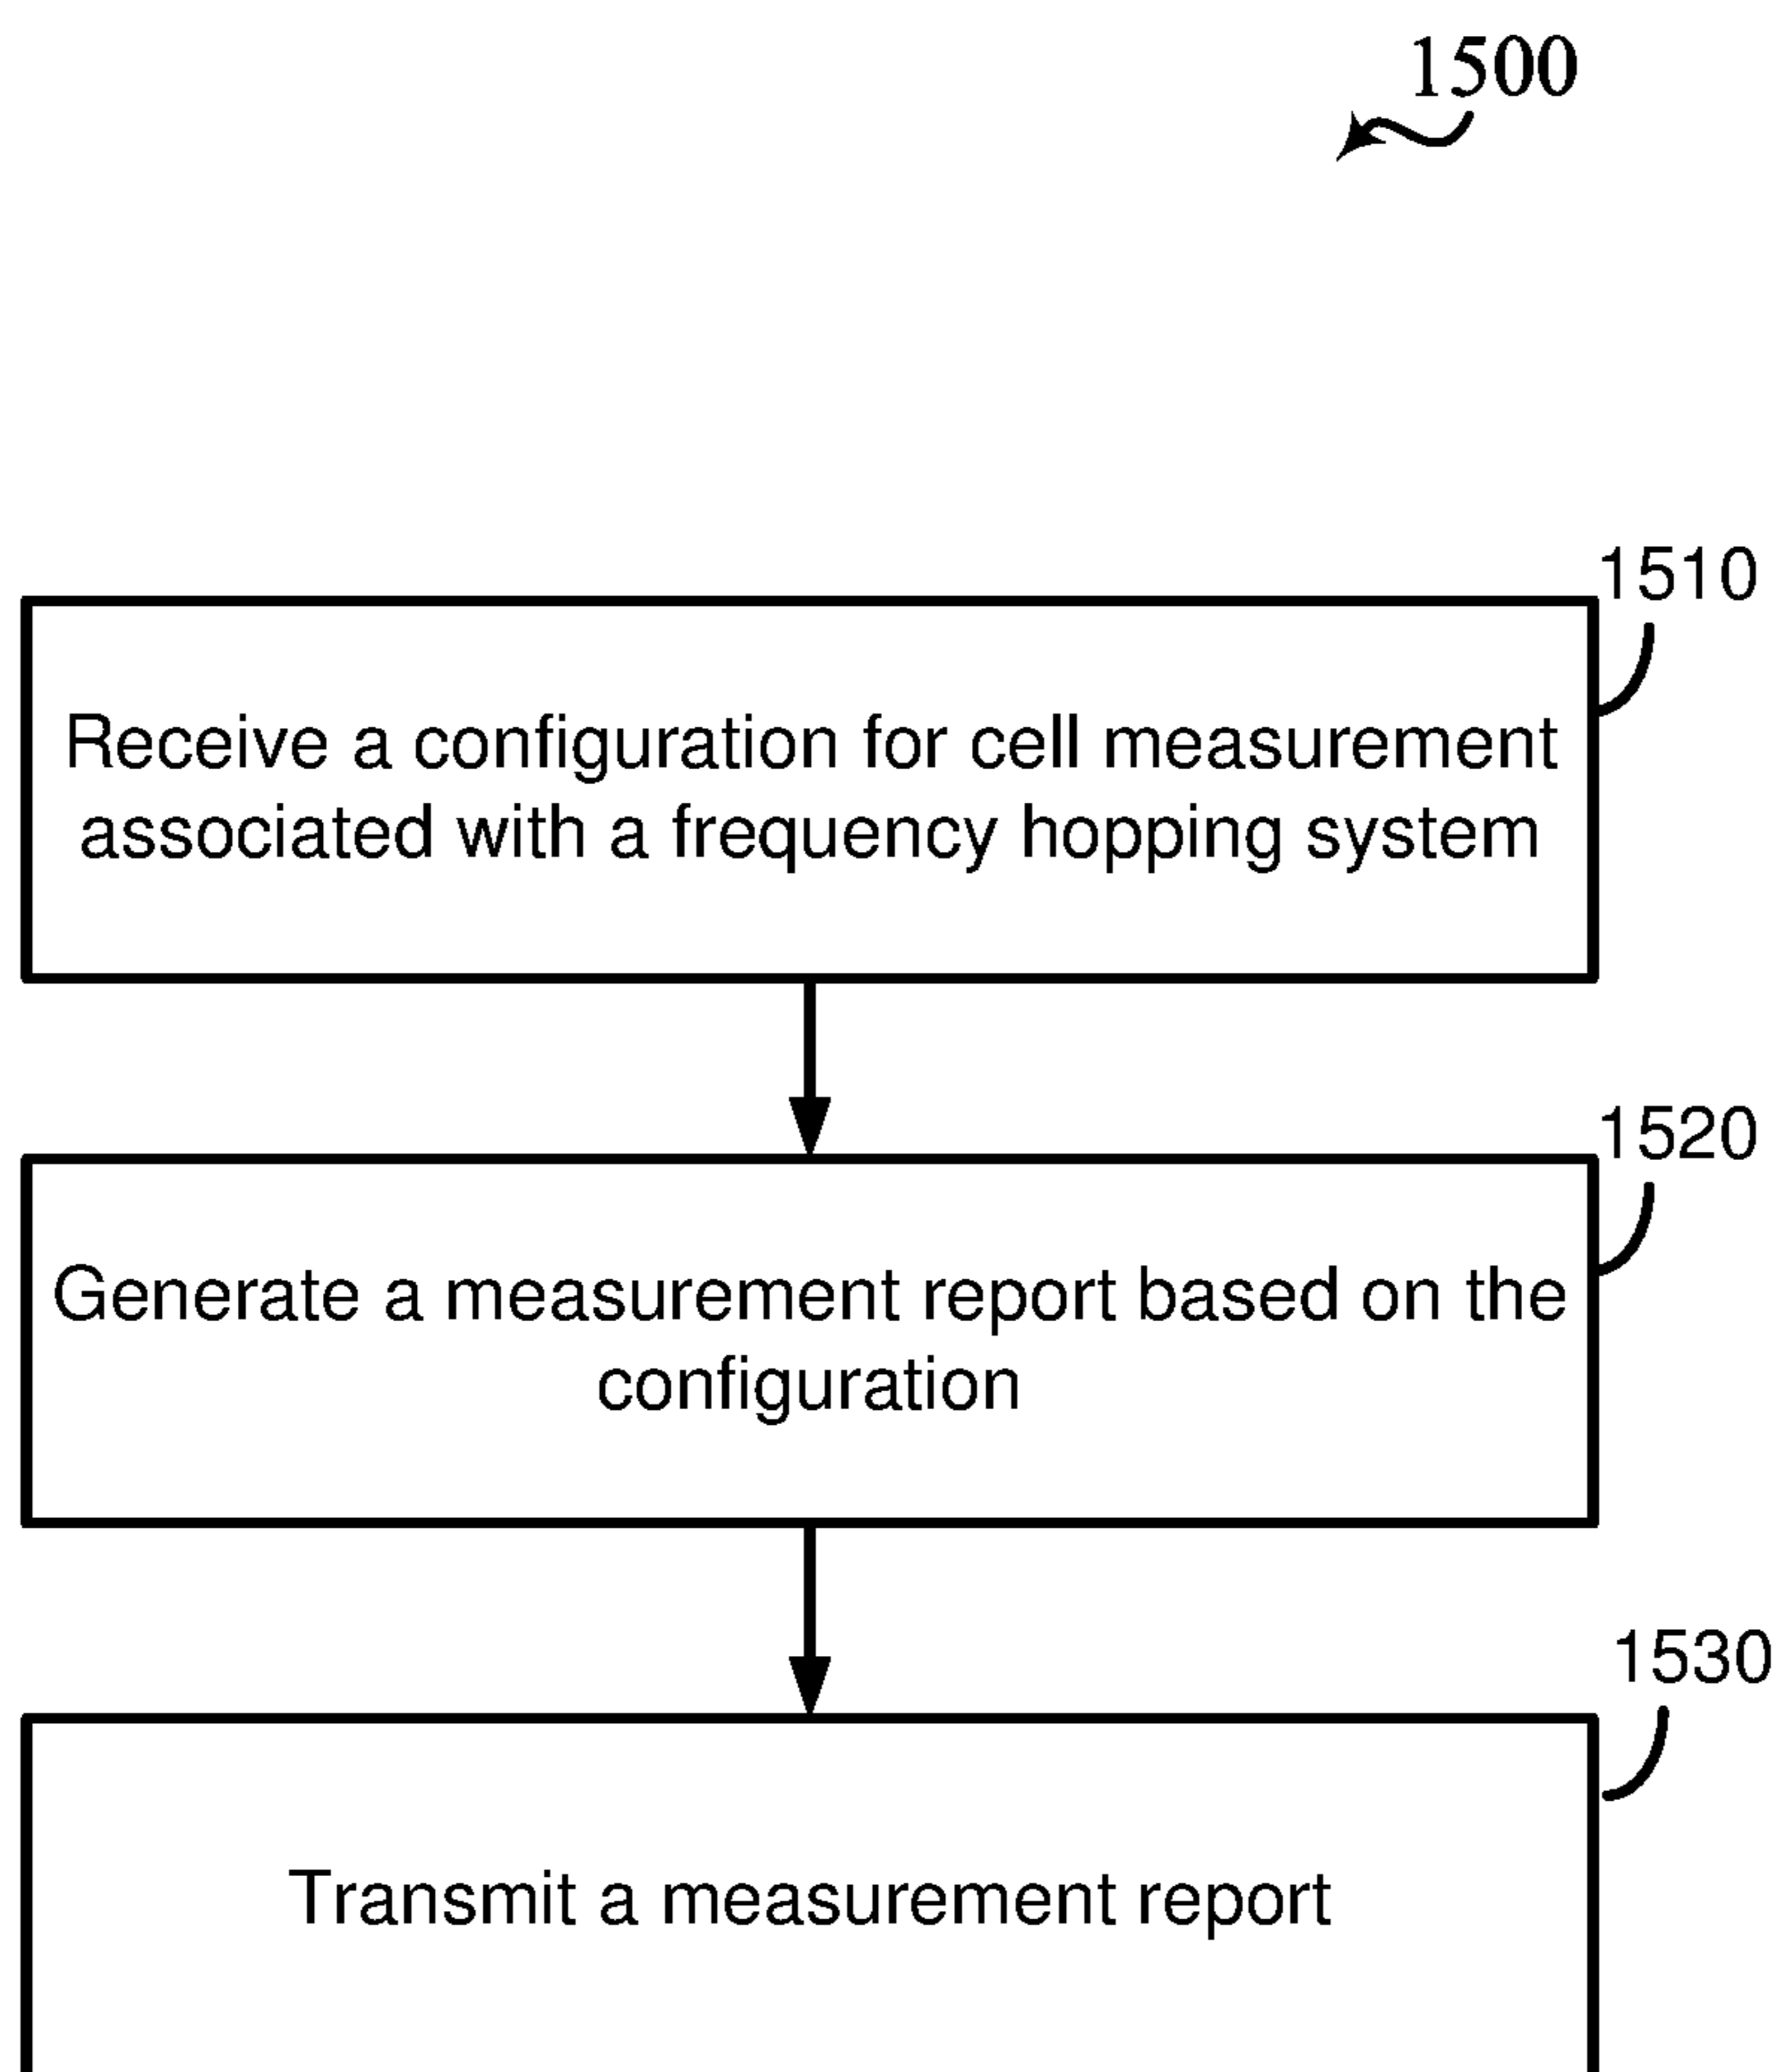 1500
1510
Receive a configuration for cell measurement
associated with a frequency hopping system
1520
Generate a measurement report based on the
configuration
1530
Transmit a measurement report